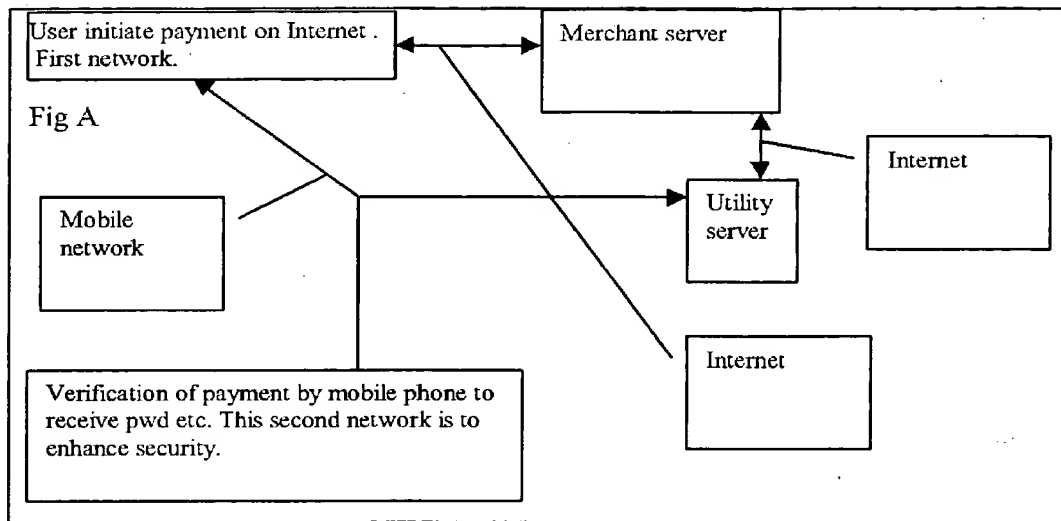 User initiate payment on Internet .
First network.
Merchant server
Fig A
Internet
Mobile
network
Utility
server
Internet
Verification of payment by mobile phone to
receive pwd etc. This second network is to
enhance security.